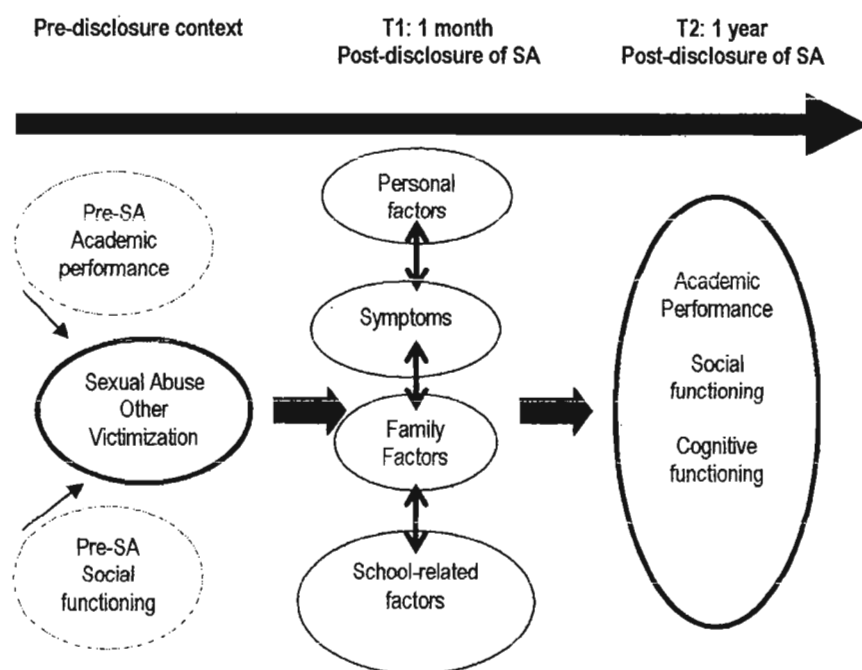 Pre-disclosure context
T1: 1 month
Post-disclosure of SA
T2: 1 year
Post-disclosure of SA
Pre-SA
Academic
performance
Sexual Abuse
Other
Victimization
Pre-SA
Social
functioning
Personal
factors
Symptoms
Family
Factors
School-related
factors
Academic
Performance
Social
functioning
Cognitive
functioning